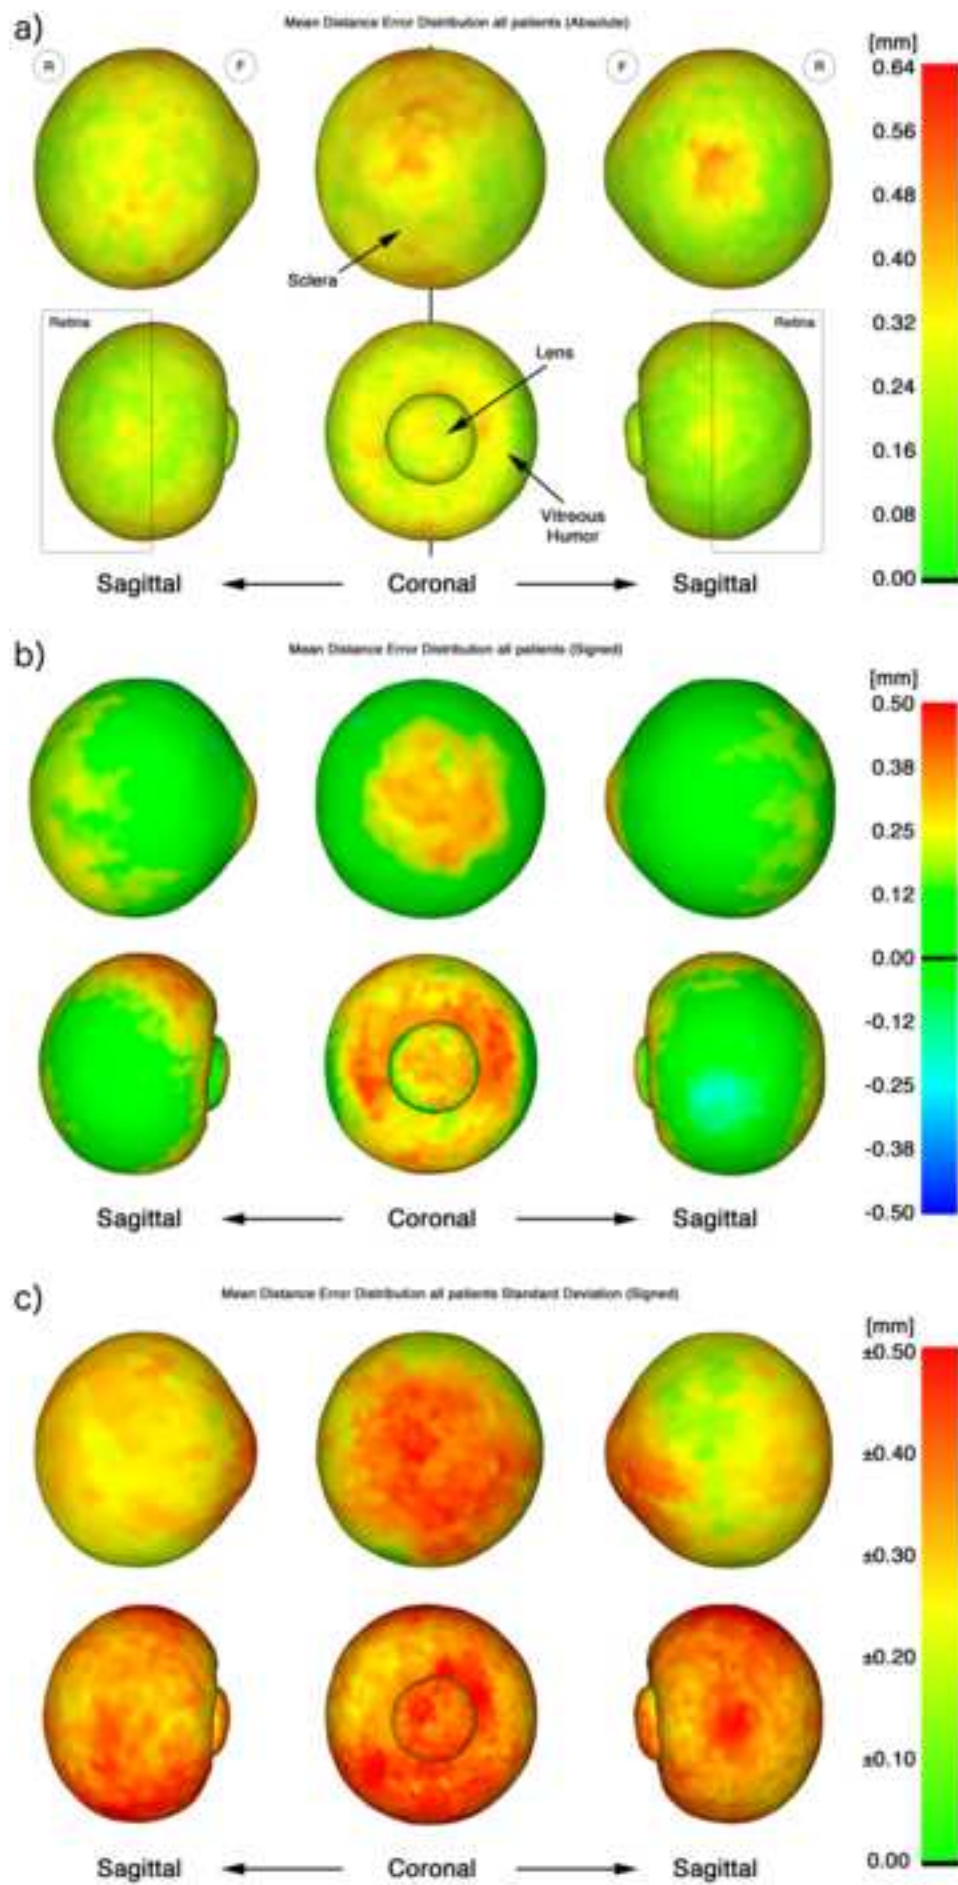 a)
Mean Distance Error Distribution all patients (Absolute)
[mm]
R
F
F
R
0.64
0.56
0.48
0.40
0.32
0.24
0.16
0.08
0.00
Sclera
Retina
Retina
Lens
Vitreous
Humor
Sagittal
Coronal
Sagittal
b)
Mean Distance Error Distribution all patients (Signed)
[mm]
0.50
0.38
0.25
0.12
0.00
-0.12
-0.25
-0.38
-0.50
Sagittal
Coronal
Sagittal
c)
Mean Distance Error Distribution all patients Standard Deviation (Signed)
[mm]
±0.50
±0.40
±0.30
±0.20
±0.10
0.00
Sagittal
Coronal
Sagittal